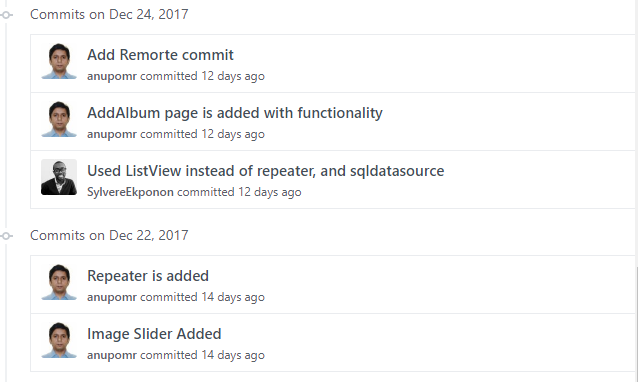 Commits on Dec 24, 2017
Add Remorte commit
anupomr committed 12 days ago
AddAlbum page is added with functionality
anupomr committed 12 days ago
Used ListView instead of repeater, and sqldatasource
SylvereEkponon committed 12 days ago
Commits on Dec 22, 2017
Repeater is added
anupomr committed 14 days ago
Image Slider Added
anupomr committed 14 days ago